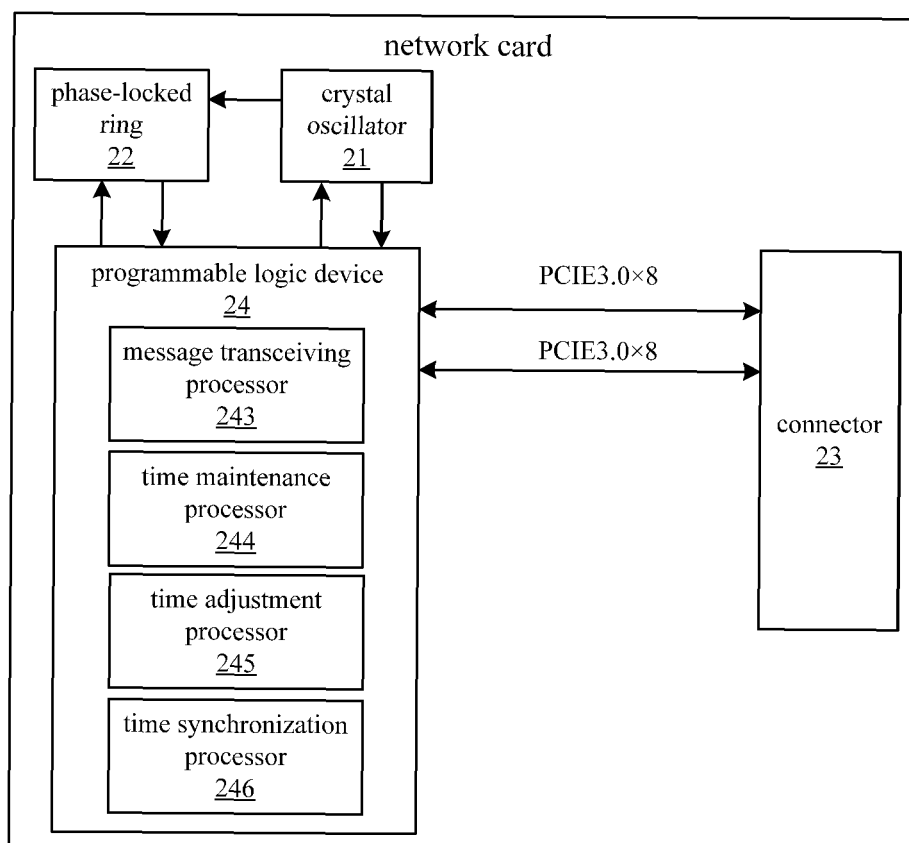 network card
phase-locked
ring
22
crystal
oscillator
21
programmable logic device
24
message transceiving
processor
243
time maintenance
processor
244
time adjustment
processor
245
time synchronization
processor
246
PCIE3.0×8
PCIE3.0×8
connector
23